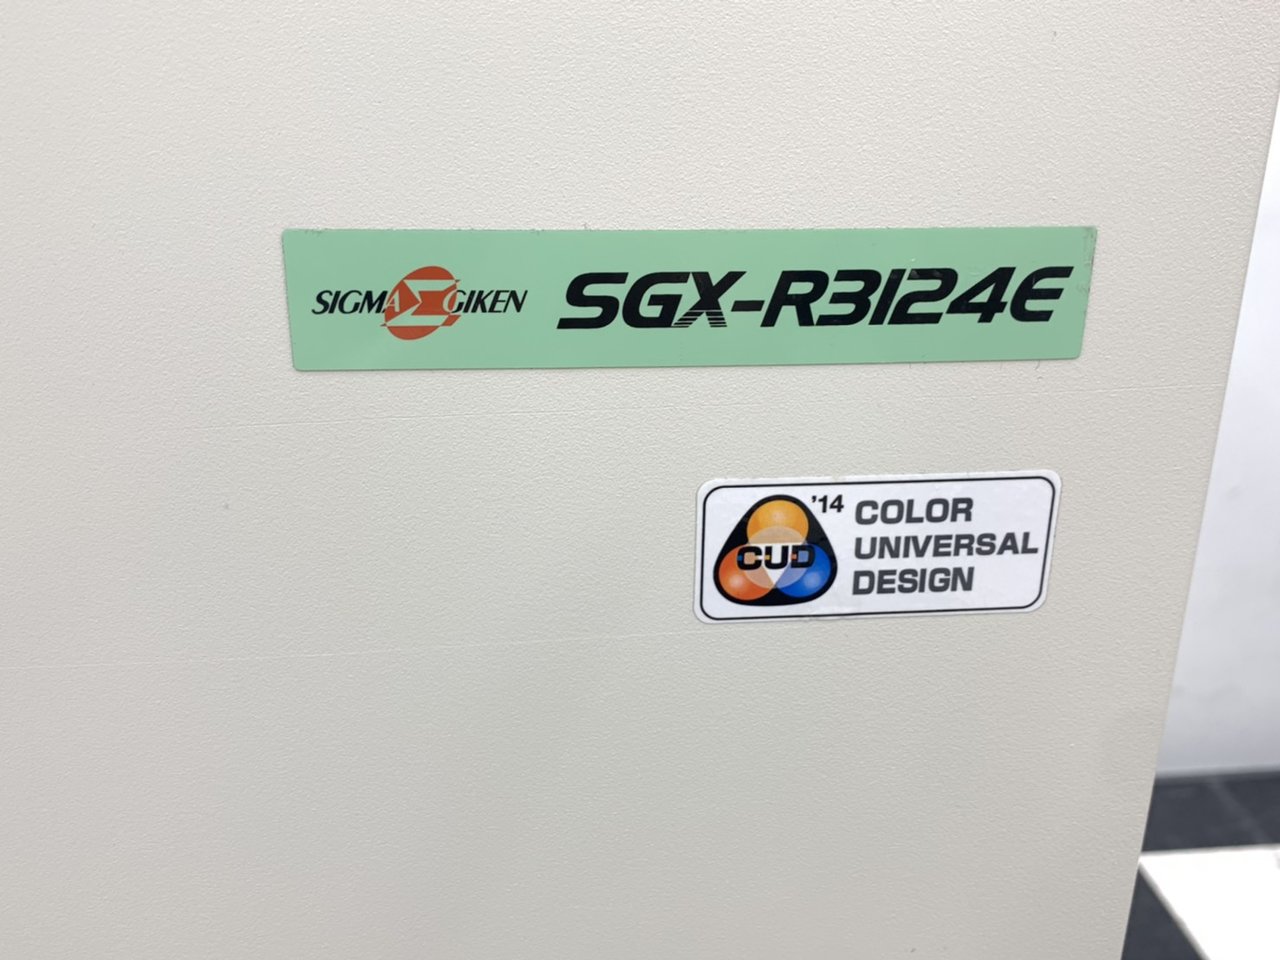 SIGMA Σ GIKEN SGX-R3124E
'14 COLOR
UNIVERSAL
DESIGN
CUD